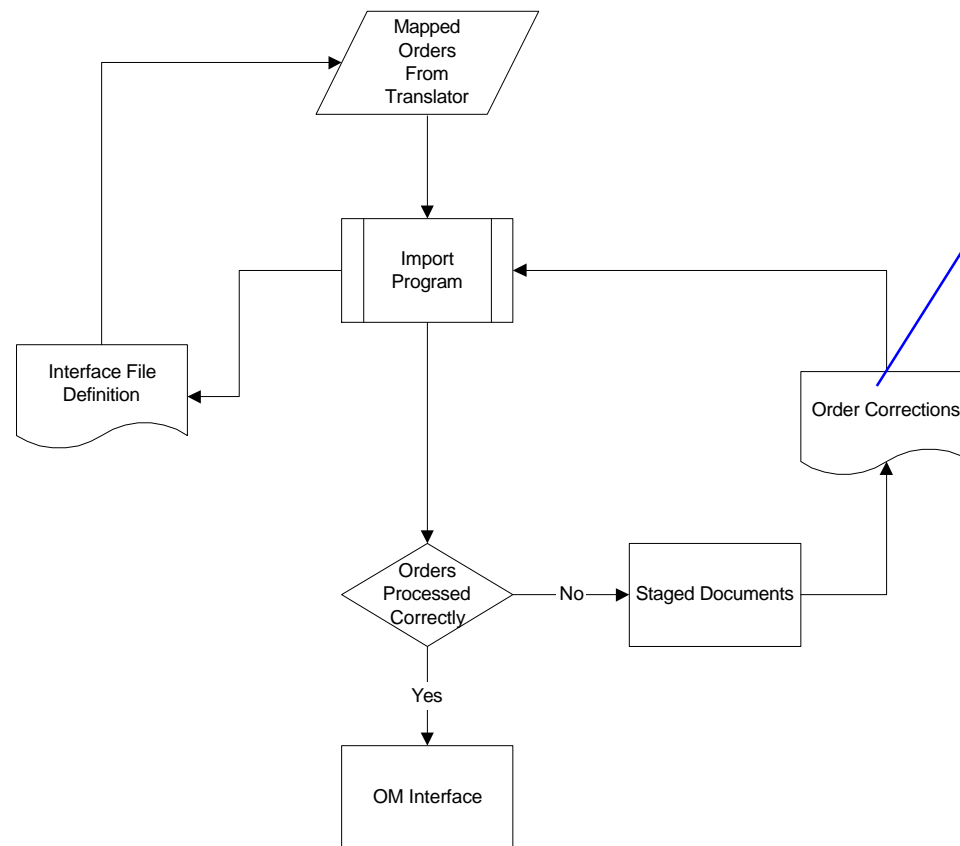 Mapped
Orders
From
Translator
Import
Program
Interface File
Definition
Order Corrections
Orders
Processed
Correctly
No
Staged Documents
Yes
OM Interface